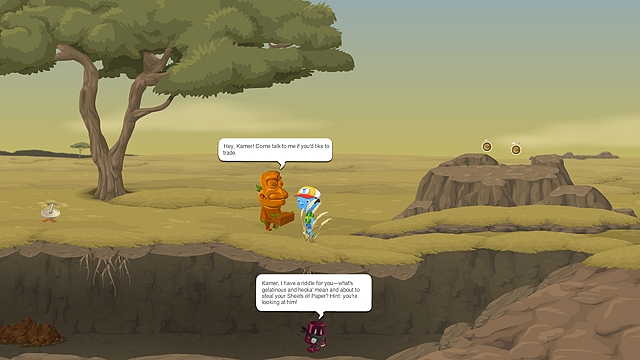 Hey, Kamer! Come talk to me if you'd like to
trade.
Kamer, I have a riddle for you—what's
gelatinous and hecka' mean and about to
steal your Sheets of Paper? Hint: you're
looking at him!